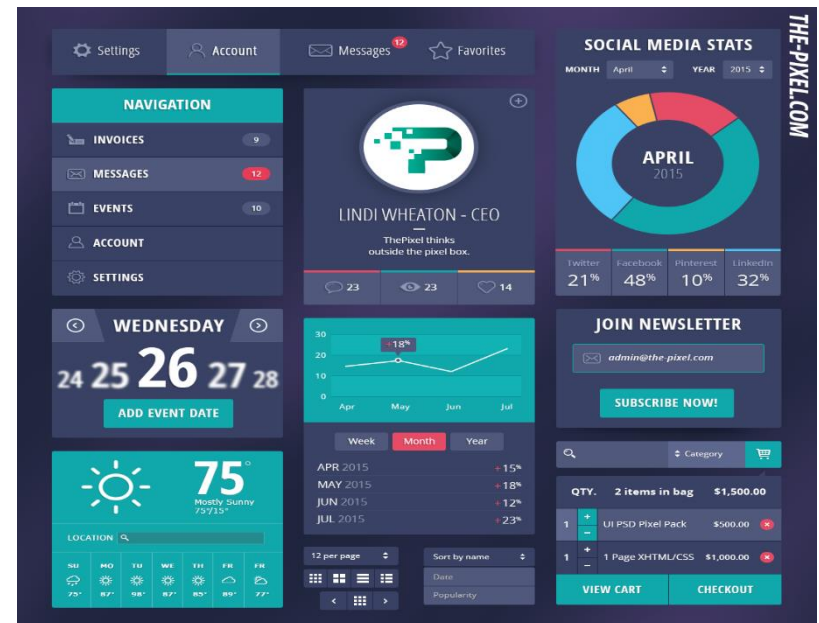 Settings
Account
Messages
12
Favorites
NAVIGATION
INVOICES 9
MESSAGES 12
EVENTS 10
ACCOUNT
SETTINGS
LINDI WHEATON - CEO
ThePixel thinks
outside the pixel box.
23
23
14
SOCIAL MEDIA STATS
MONTH April YEAR 2015
APRIL
2015
Twitter Facebook Pinterest LinkedIn
21% 48% 10% 32%
THE-PIXEL.COM
WEDNESDAY
24 25 26 27 28
ADD EVENT DATE
30
20
10
0
+18%
Apr May Jun Jul
Week Month Year
APR 2015 +15%
MAY 2015 +18%
JUN 2015 +12%
JUL 2015 +23%
JOIN NEWSLETTER
admin@the-pixel.com
SUBSCRIBE NOW!
75°
Mostly Sunny
75°/15°
LOCATION
SU MO TU WE TH FR FR
75° 87° 98° 87° 85° 89° 77°
12 per page
Sort by name
Date
Popularity
Category
QTY. 2 items in bag $1,500.00
1 + − UI PSD Pixel Pack $500.00
1 + − 1 Page XHTML/CSS $1,000.00
VIEW CART CHECKOUT